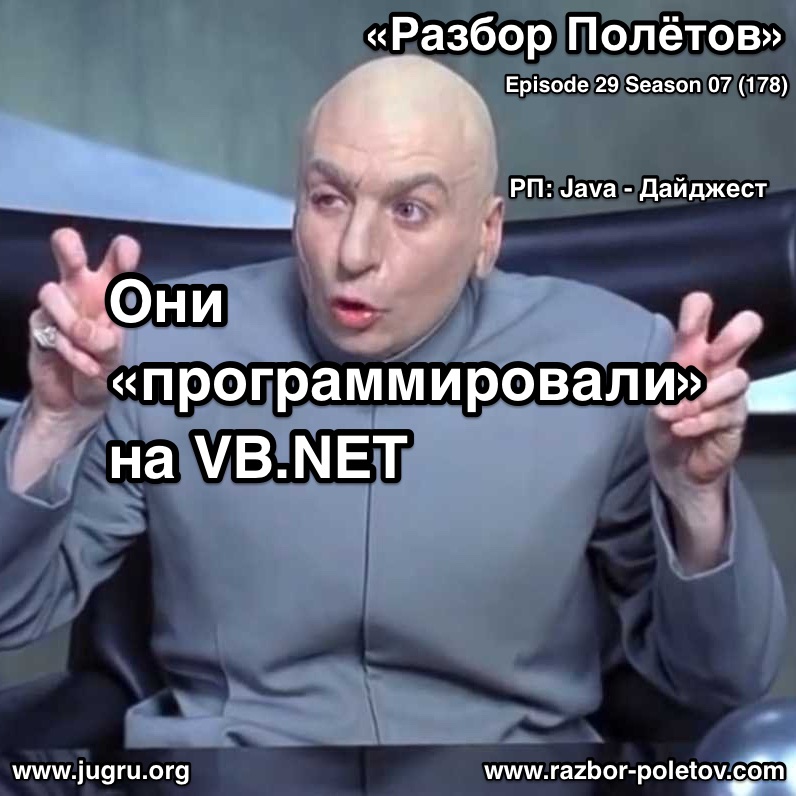 «Разбор Полётов»
Episode 29 Season 07 (178)
РП: Java - Дайджест
Они
«программировали»
на VB.NET
www.jugru.org
www.razbor-poletov.com